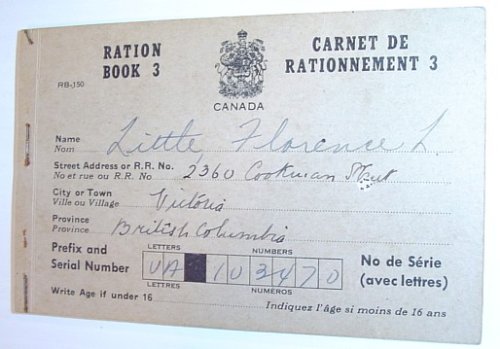 RATION BOOK 3
CARNET DE RATIONNEMENT 3
RB-150
CANADA
Name Little, Florence L.
Nom
Street Address or R.R. No. 2360 Cookman Street
No et rue ou R.R. No
City or Town Victoria
Ville ou Village
Province British Columbia
Province
Prefix and Serial Number
LETTERS NUMBERS
VA 103470
LETTRES NUMÉROS
No de Série (avec lettres)
Write Age if under 16
Indiquez l'âge si moins de 16 ans